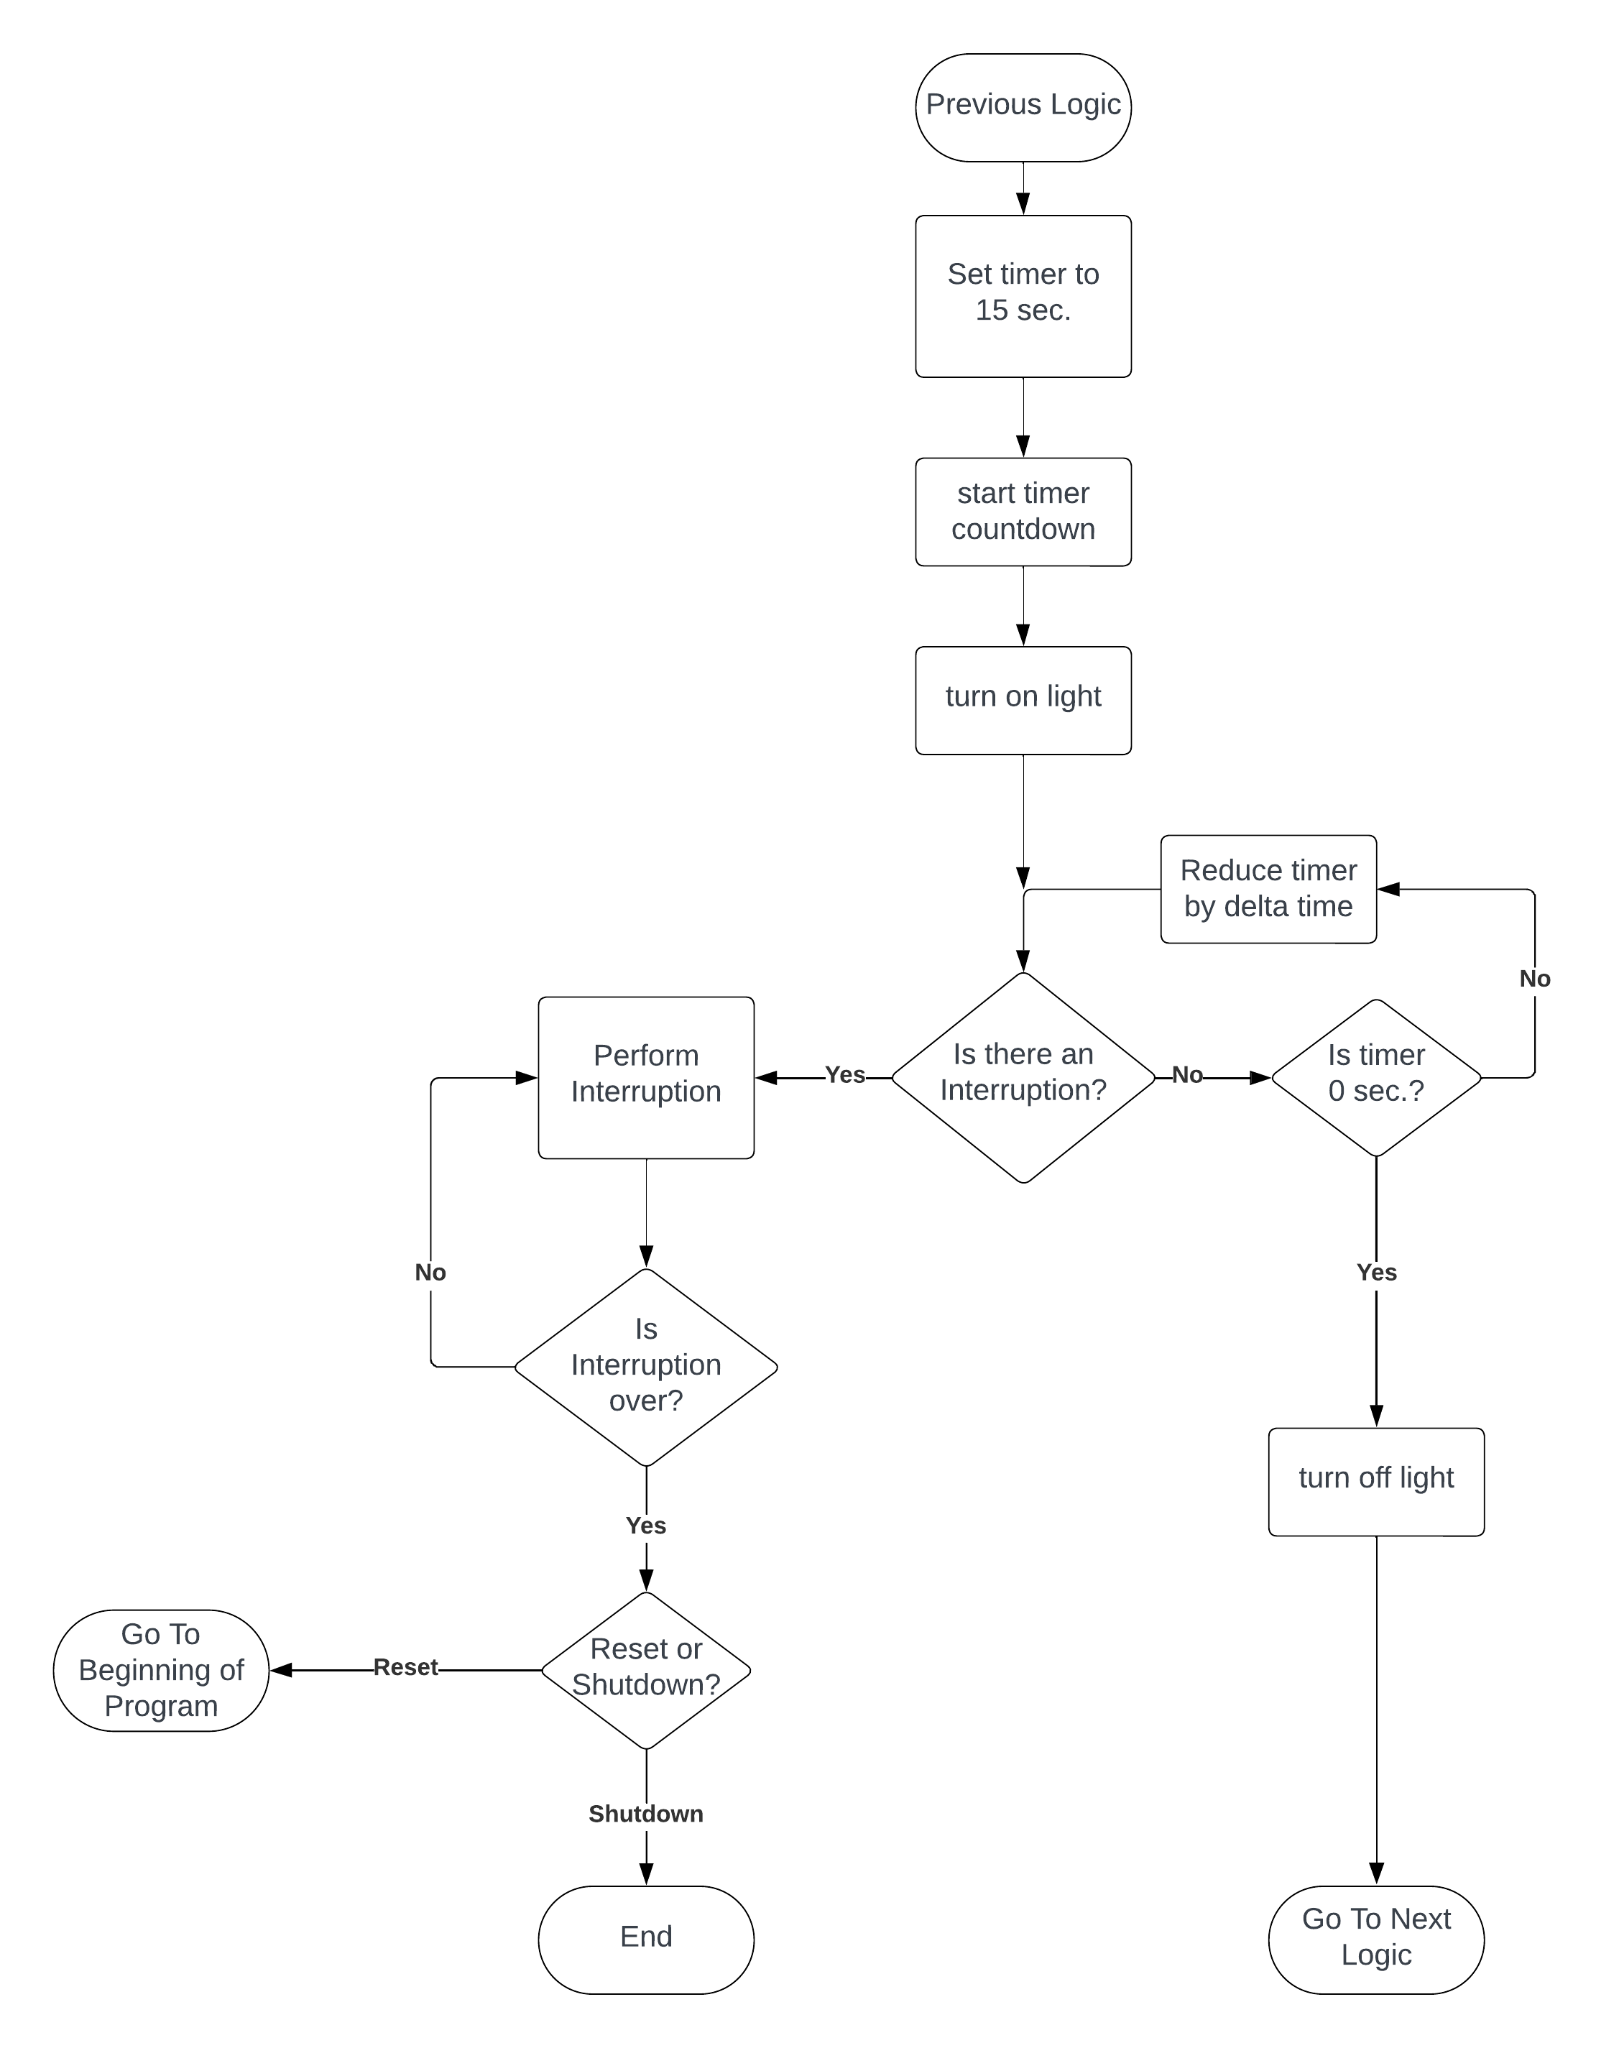 Previous Logic
Set timer to
15 sec.
start timer
countdown
turn on light
Reduce timer
by delta time
No
Perform
Interruption
Yes
Is there an
Interruption?
No
Is timer
0 sec.?
No
Yes
Is
Interruption
over?
turn off light
Yes
Go To
Beginning of
Program
Reset
Reset or
Shutdown?
Shutdown
End
Go To Next
Logic